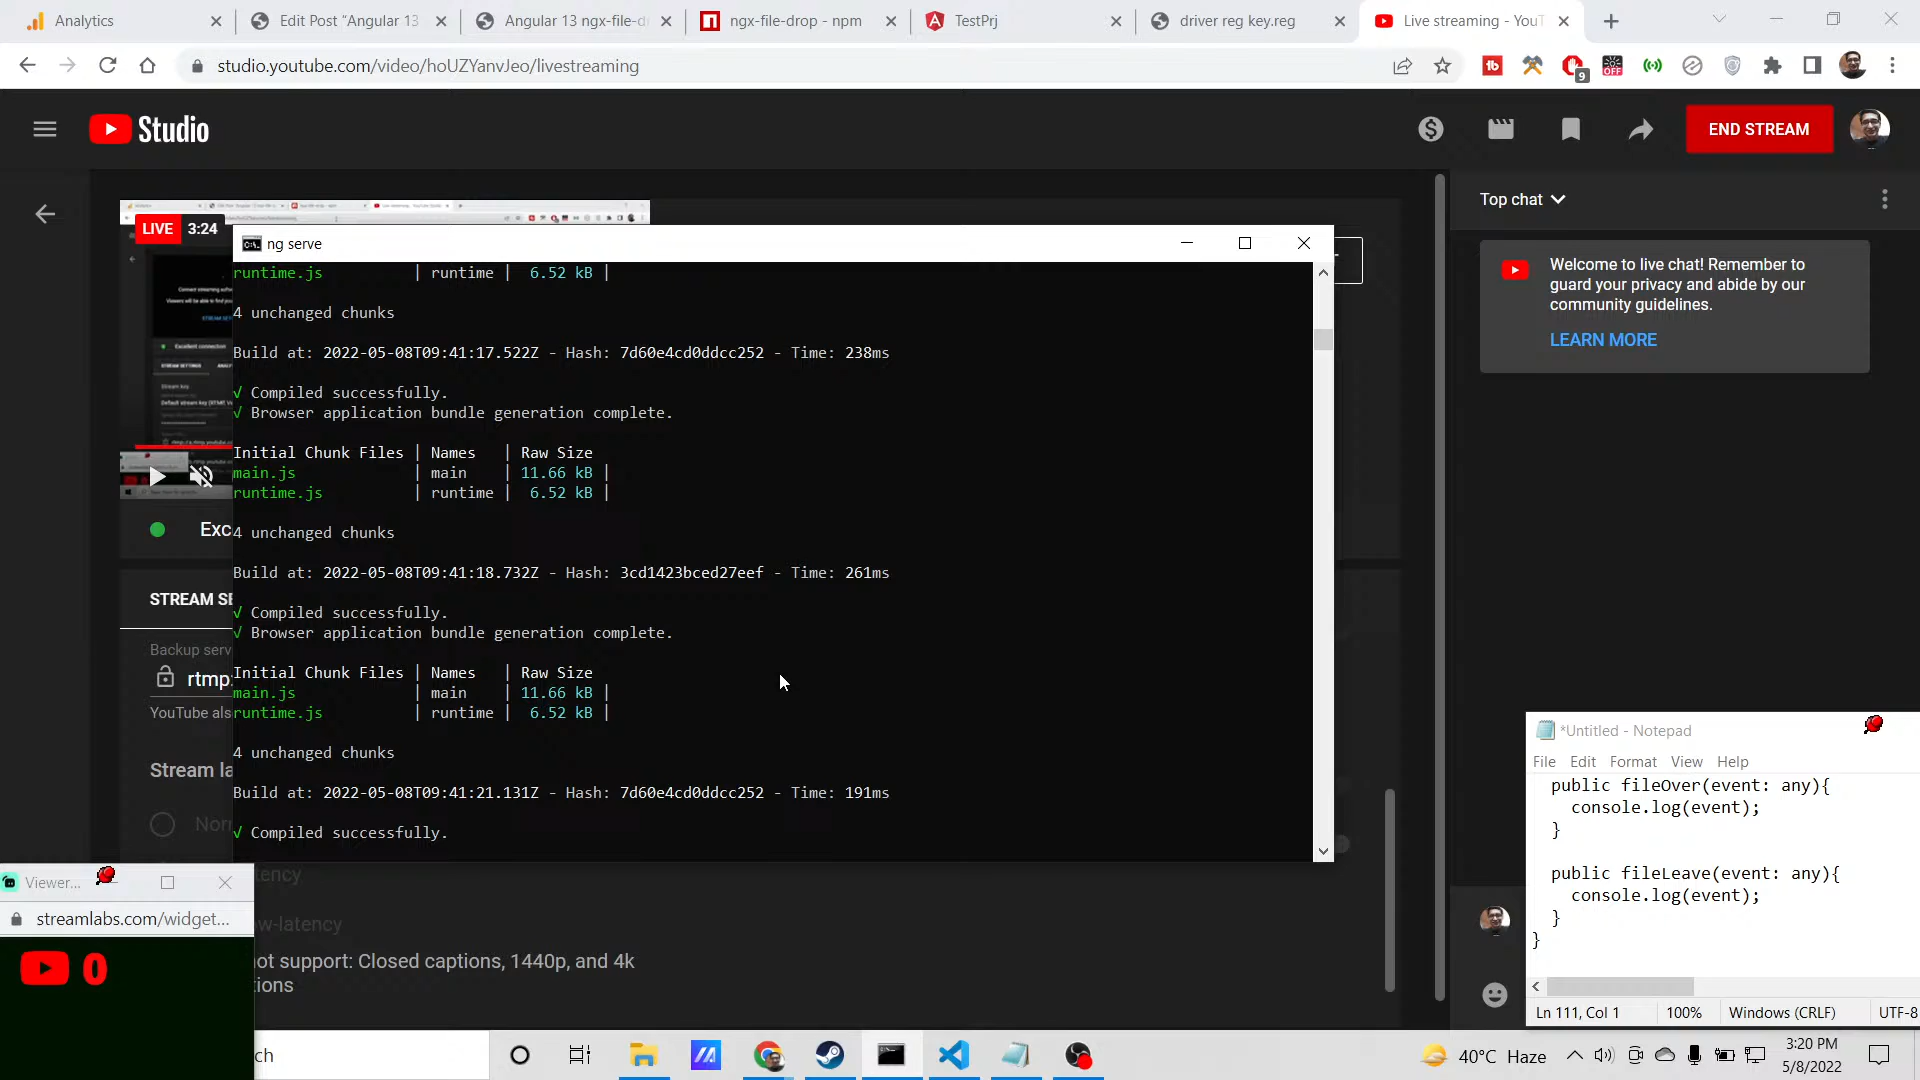 Analytics
Edit Post "Angular 13
Angular 13 ngx-file-d
ngx-file-drop - npm
TestPrj
driver reg key.reg
Live streaming - YouT
studio.youtube.com/video/hoUZYanvJeo/livestreaming
9
OFF
Studio
END STREAM
LIVE 3:24
Top chat
Welcome to live chat! Remember to
guard your privacy and abide by our
community guidelines.
LEARN MORE
ng serve
runtime.js | runtime | 6.52 kB |
4 unchanged chunks
Build at: 2022-05-08T09:41:17.522Z - Hash: 7d60e4cd0ddcc252 - Time: 238ms
√ Compiled successfully.
√ Browser application bundle generation complete.
Initial Chunk Files | Names | Raw Size
main.js | main | 11.66 kB |
runtime.js | runtime | 6.52 kB |
4 unchanged chunks
Build at: 2022-05-08T09:41:18.732Z - Hash: 3cd1423bced27eef - Time: 261ms
√ Compiled successfully.
√ Browser application bundle generation complete.
Initial Chunk Files | Names | Raw Size
main.js | main | 11.66 kB |
runtime.js | runtime | 6.52 kB |
4 unchanged chunks
Build at: 2022-05-08T09:41:21.131Z - Hash: 7d60e4cd0ddcc252 - Time: 191ms
√ Compiled successfully.
Exc
STREAM SE
Backup serv
rtmp:
YouTube als
Stream la
Nor
tency
ow-latency
ot support: Closed captions, 1440p, and 4k
tions
*Untitled - Notepad
File Edit Format View Help
public fileOver(event: any){
console.log(event);
}
public fileLeave(event: any){
console.log(event);
}
}
Ln 111, Col 1 100% Windows (CRLF) UTF-8
Viewer...
streamlabs.com/widget...
0
ch
40°C Haze
3:20 PM
5/8/2022